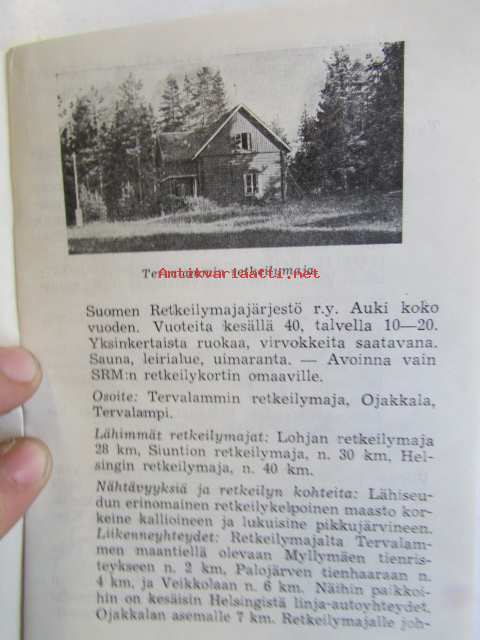 Tervalammin retkeilymaja
Antikvariaatti.net
Suomen Retkeilymajajärjestö r.y. Auki koko
vuoden. Vuoteita kesällä 40, talvella 10—20.
Yksinkertaista ruokaa, virvokkeita saatavana.
Sauna, leirialue, uimaranta. — Avoinna vain
SRM:n retkeilykortin omaaville.
Osoite: Tervalammin retkeilymaja, Ojakkala,
Tervalampi.
Lähimmät retkeilymajat: Lohjan retkeilymaja
28 km, Siuntion retkeilymaja, n. 30 km, Hel-
singin retkeilymaja, n. 40 km.
Nähtävyyksiä ja retkeilyn kohteita: Lähiseu-
dun erinomainen retkeilykelpoinen maasto kor-
keine kallioineen ja lukuisine pikkujärvineen.
Liikenneyhteydet: Retkeilymajalta Tervalam-
men maantiellä olevaan Myllymäen tienris-
teykseen n. 2 km, Palojärven tienhaaraan n.
4 km, ja Veikkolaan n. 6 km. Näihin paikkoi-
hin on kesäisin Helsingistä linja-autoyhteydet.
Ojakkalan asemalle 7 km. Retkeilymajalle joh-